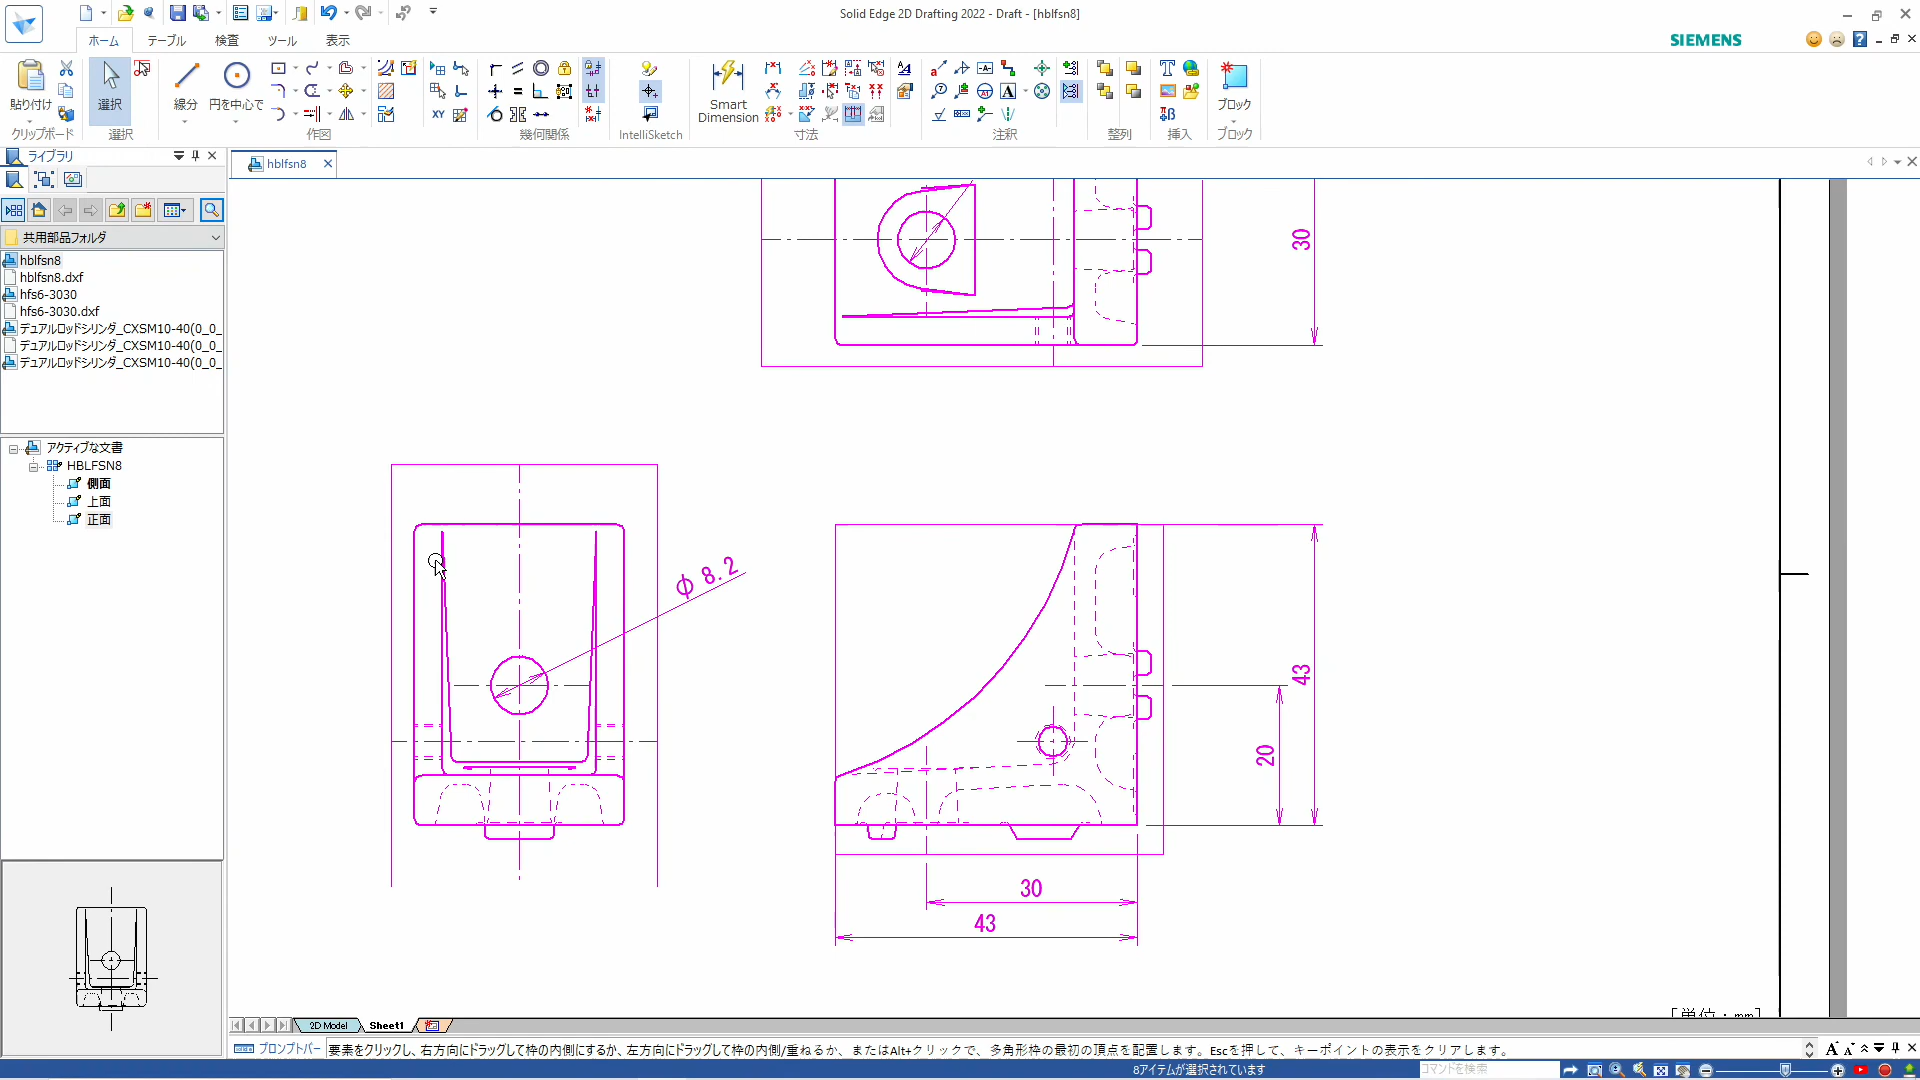 Solid Edge 2D Drafting 2022 - Draft - [hblfsn8]
ホーム テーブル 検査 ツール 表示
SIEMENS
貼り付け 選択 線分 円を中心で Smart Dimension ブロック
クリップボード 選択 作図 幾何関係 IntelliSketch 寸法 注釈 整列 挿入 ブロック
ライブラリ
hblfsn8
共用部品フォルダ
hblfsn8
hblfsn8.dxf
hfs6-3030
hfs6-3030.dxf
デュアルロッドシリンダ_CXSM10-40(0_0_
デュアルロッドシリンダ_CXSM10-40(0_0_
デュアルロッドシリンダ_CXSM10-40(0_0_
アクティブな文書
HBLFSN8
側面
上面
正面
30
φ 8.2
43
20
30
43
[単位：mm]
2D Model Sheet1
プロンプトバー 要素をクリックし、右方向にドラッグして枠の内側にするか、左方向にドラッグして枠の内側/重ねるか、またはAlt+クリックで、多角形枠の最初の頂点を配置します。Escを押して、キーポイントの表示をクリアします。
8アイテムが選択されています
コマンドを検索